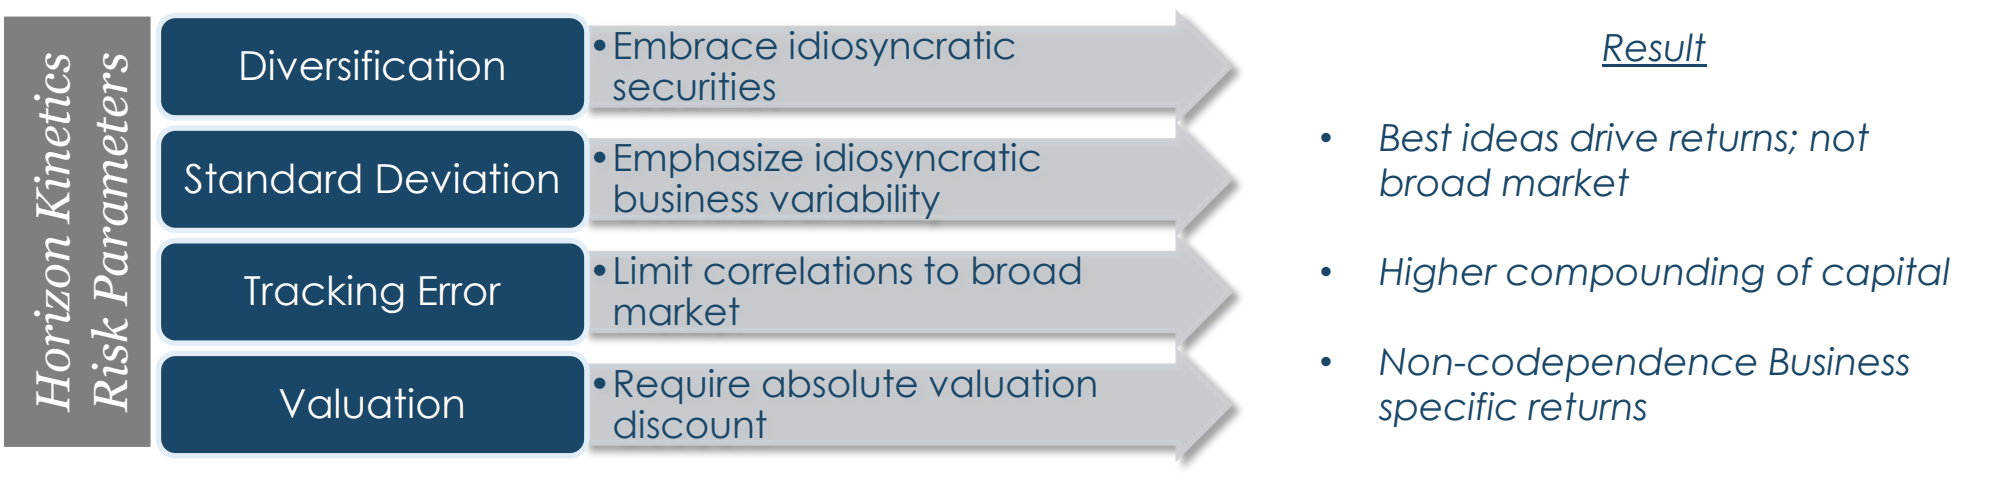 Horizon Kinetics
Risk Parameters
Diversification
•Embrace idiosyncratic
securities
Standard Deviation
•Emphasize idiosyncratic
business variability
Tracking Error
•Limit correlations to broad
market
Valuation
•Require absolute valuation
discount
Result
• Best ideas drive returns; not
broad market
• Higher compounding of capital
• Non-codependence Business
specific returns